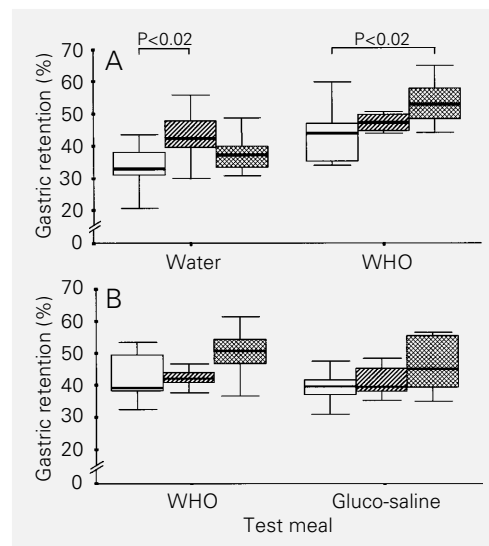 P<0.02
P<0.02
A
Gastric retention (%)
70
60
50
40
30
20
0
Water
WHO
B
Gastric retention (%)
70
60
50
40
30
20
0
WHO
Gluco-saline
Test meal